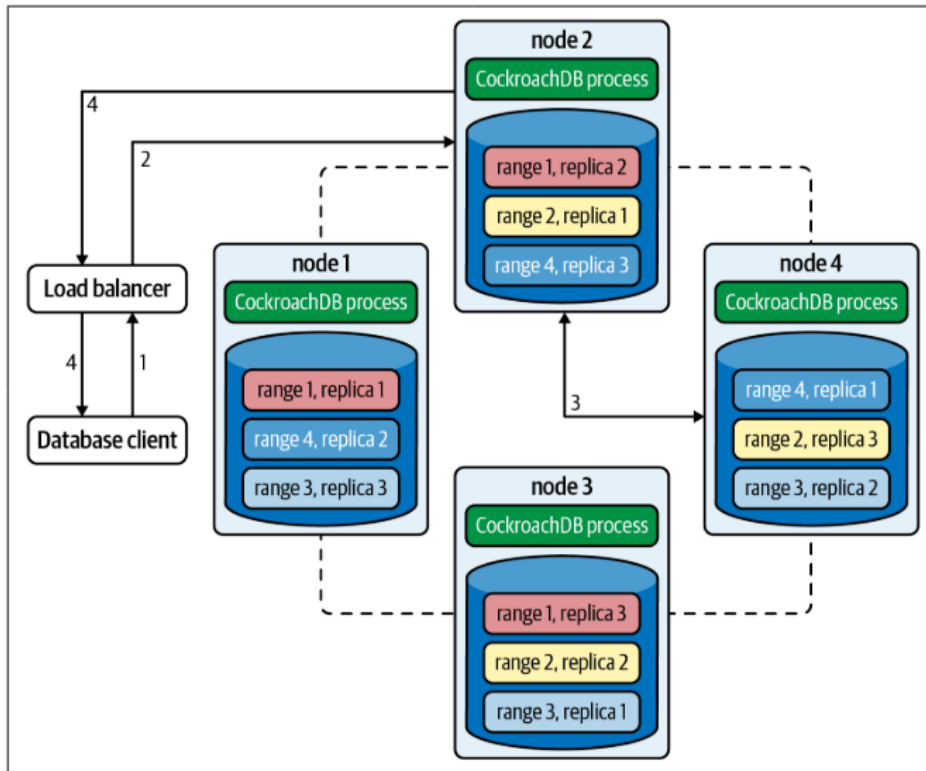 node 2
CockroachDB process
range 1, replica 2
range 2, replica 1
range 4, replica 3
4
2
Load balancer
4
1
Database client
node 1
CockroachDB process
range 1, replica 1
range 4, replica 2
range 3, replica 3
3
node 4
CockroachDB process
range 4, replica 1
range 2, replica 3
range 3, replica 2
node 3
CockroachDB process
range 1, replica 3
range 2, replica 2
range 3, replica 1